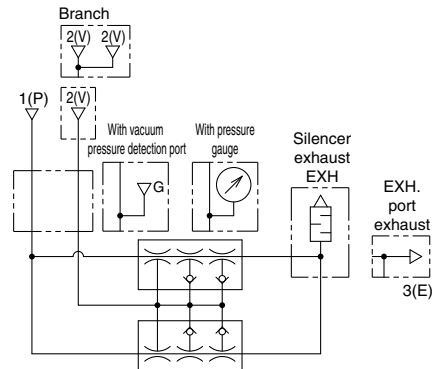 Branch
2(V) 2(V)
1(P)
2(V)
With vacuum
pressure detection port
G
With pressure
gauge
Silencer
exhaust
EXH
EXH.
port
exhaust
3(E)